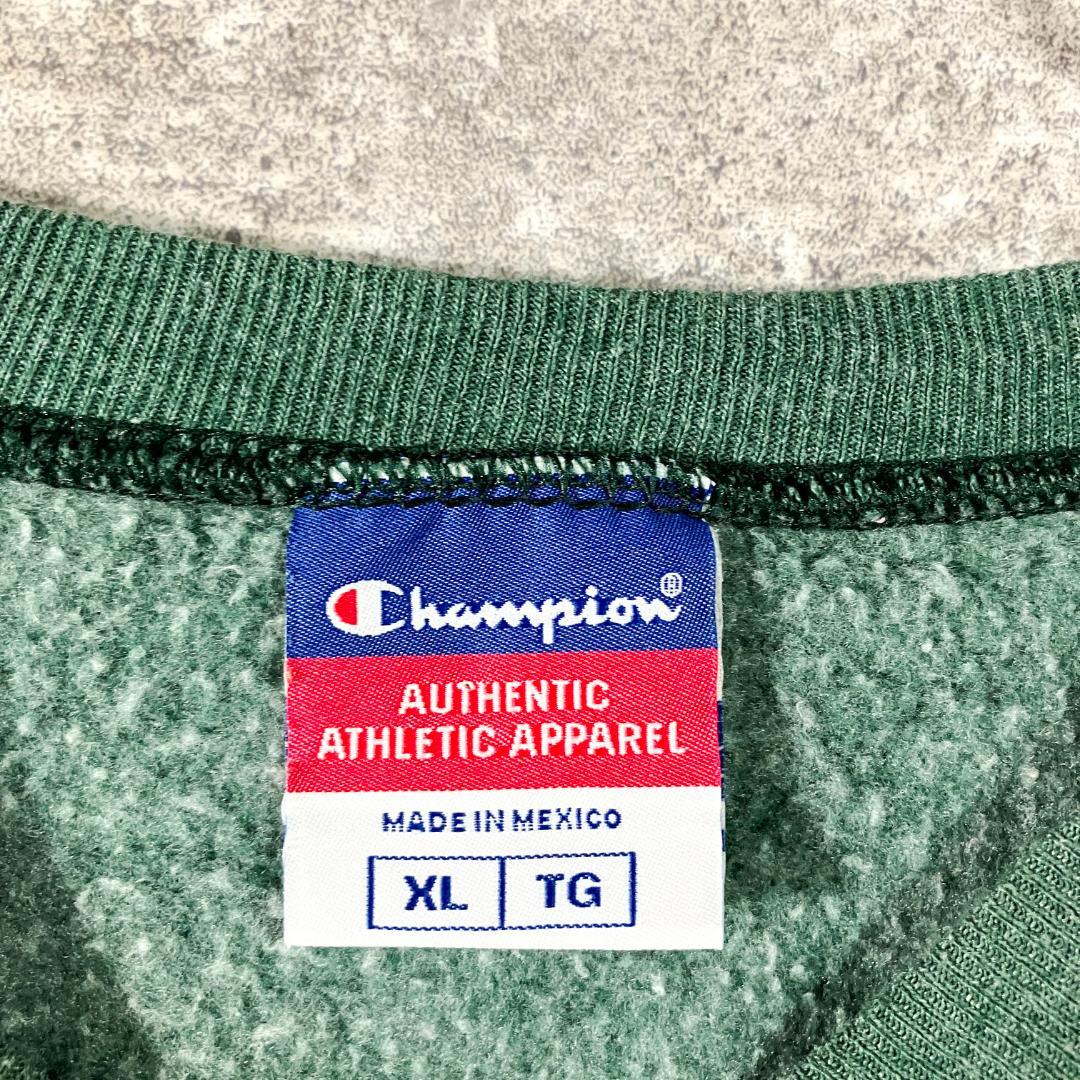 Champion®
AUTHENTIC
ATHLETIC APPAREL
MADE IN MEXICO
XL TG